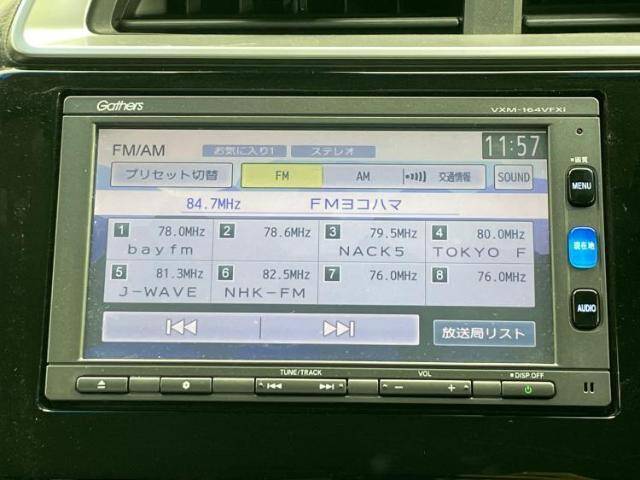 Gathers VXM-164VFXi
FM/AM お気に入り1 ステレオ 11:57
プリセット切替 FM AM 交通情報 SOUND
84.7MHz FMヨコハマ
1 78.0MHz 2 78.6MHz 3 79.5MHz 4 80.0MHz
bayfm NACK5 TOKYO F
5 81.3MHz 6 82.5MHz 7 76.0MHz 8 76.0MHz
J-WAVE NHK-FM
放送局リスト
画質
MENU
現在地
AUDIO
TUNE/TRACK VOL DISP OFF